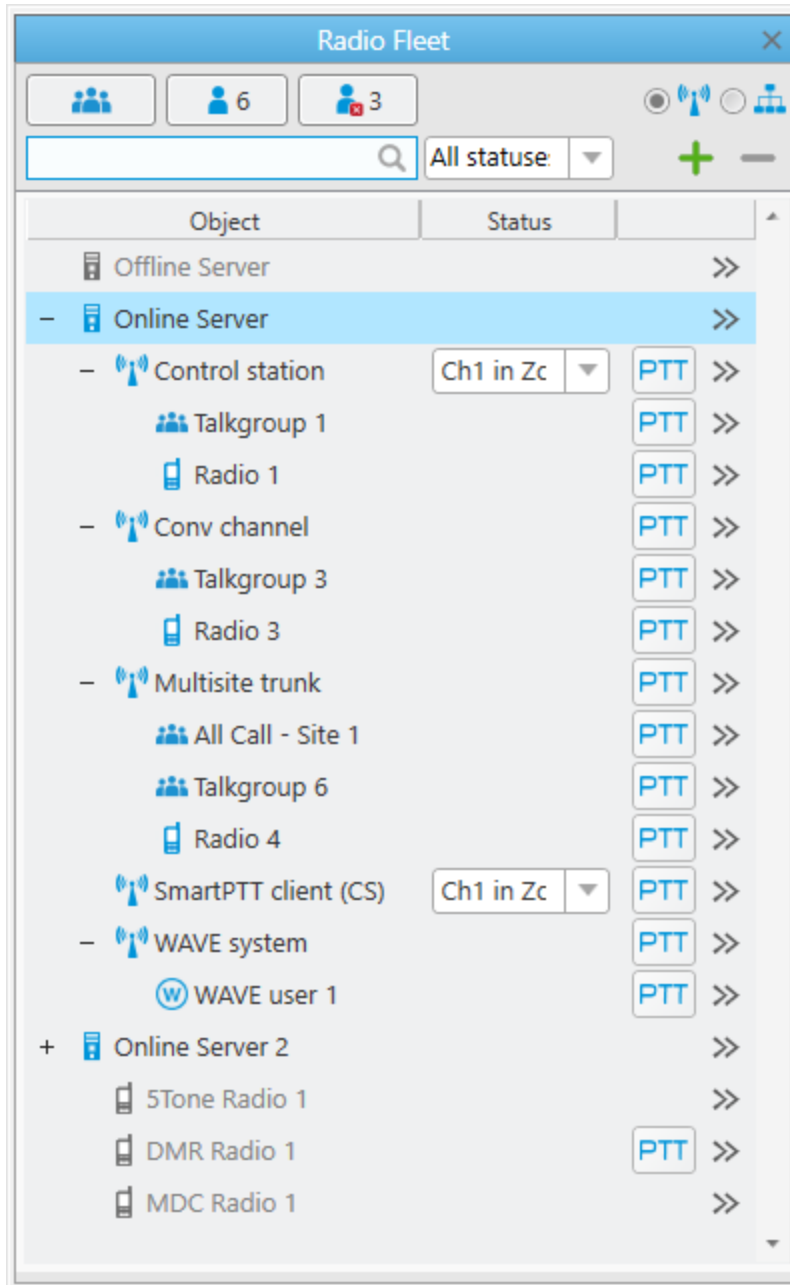 Radio Fleet
6 3
All statuse:
Object Status
Offline Server
Online Server
Control station Ch1 in Zc PTT
Talkgroup 1 PTT
Radio 1 PTT
Conv channel PTT
Talkgroup 3 PTT
Radio 3 PTT
Multisite trunk PTT
All Call - Site 1 PTT
Talkgroup 6 PTT
Radio 4 PTT
SmartPTT client (CS) Ch1 in Zc PTT
WAVE system PTT
W WAVE user 1 PTT
Online Server 2
5Tone Radio 1
DMR Radio 1 PTT
MDC Radio 1